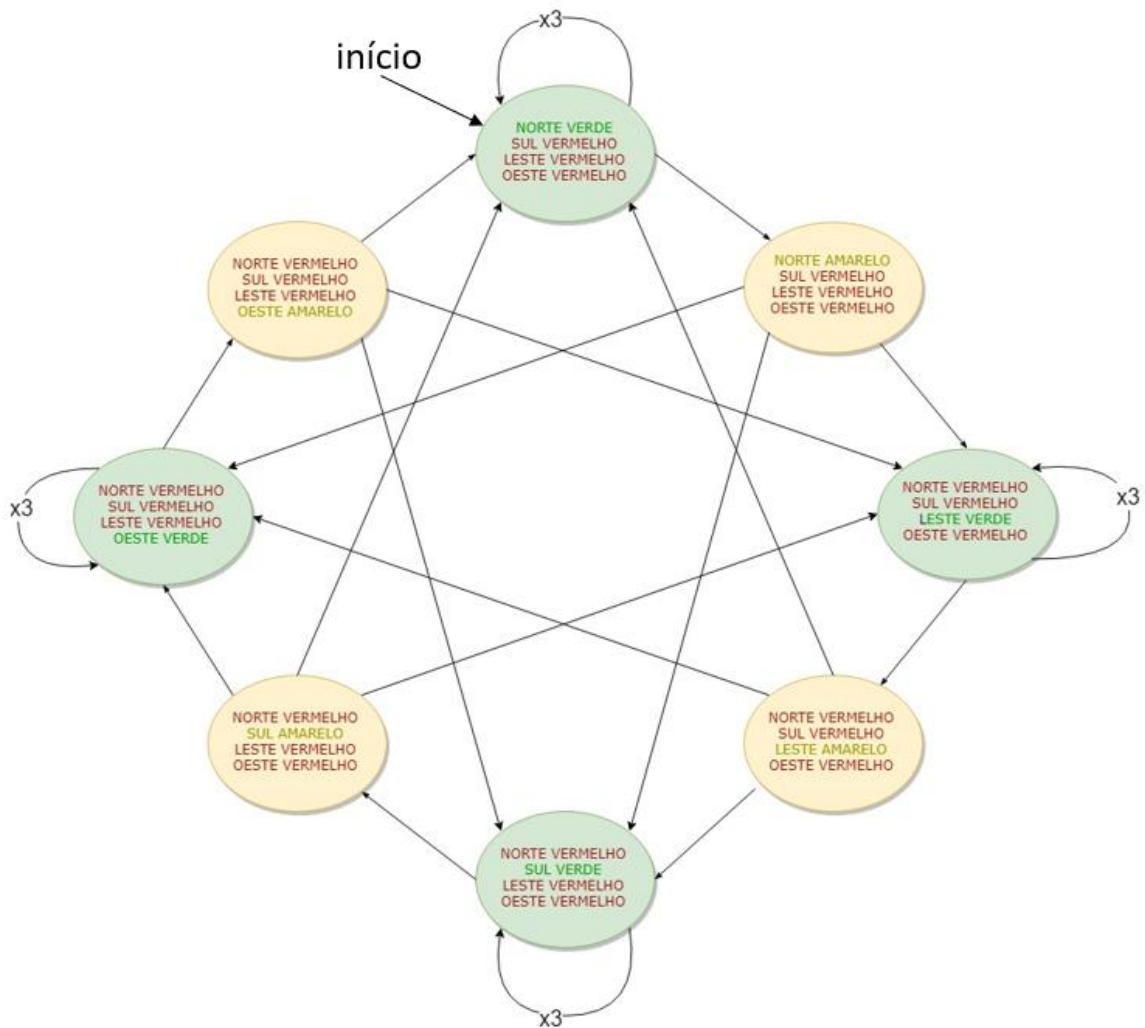 x3
início
NORTE VERDE
SUL VERMELHO
LESTE VERMELHO
OESTE VERMELHO
NORTE VERMELHO
SUL VERMELHO
LESTE VERMELHO
OESTE AMARELO
NORTE AMARELO
SUL VERMELHO
LESTE VERMELHO
OESTE VERMELHO
x3
NORTE VERMELHO
SUL VERMELHO
LESTE VERMELHO
OESTE VERDE
NORTE VERMELHO
SUL VERMELHO
LESTE VERDE
OESTE VERMELHO
x3
NORTE VERMELHO
SUL AMARELO
LESTE VERMELHO
OESTE VERMELHO
NORTE VERMELHO
SUL VERMELHO
LESTE AMARELO
OESTE VERMELHO
NORTE VERMELHO
SUL VERDE
LESTE VERMELHO
OESTE VERMELHO
x3